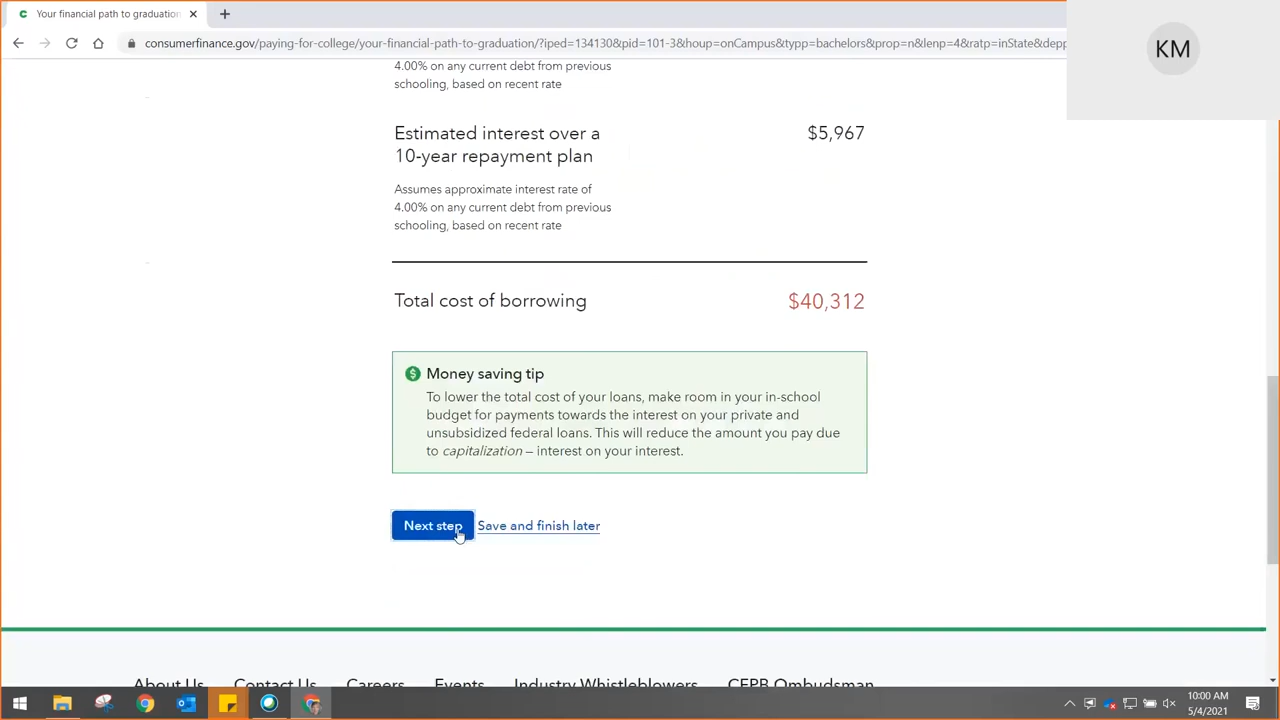 Your financial path to graduation
consumerfinance.gov/paying-for-college/your-financial-path-to-graduation/?iped=134130&pid=101-3&houp=onCampus&typp=bachelors&prop=n&lenp=4&ratp=inState&depp
KM
4.00% on any current debt from previous
schooling, based on recent rate
Estimated interest over a
10-year repayment plan
$5,967
Assumes approximate interest rate of
4.00% on any current debt from previous
schooling, based on recent rate
Total cost of borrowing
$40,312
Money saving tip
To lower the total cost of your loans, make room in your in-school
budget for payments towards the interest on your private and
unsubsidized federal loans. This will reduce the amount you pay due
to capitalization – interest on your interest.
Next step
Save and finish later
About Us
Contact Us
Careers
Events
Industry Whistleblowers
CFPB Ombudsman
10:00 AM
5/4/2021